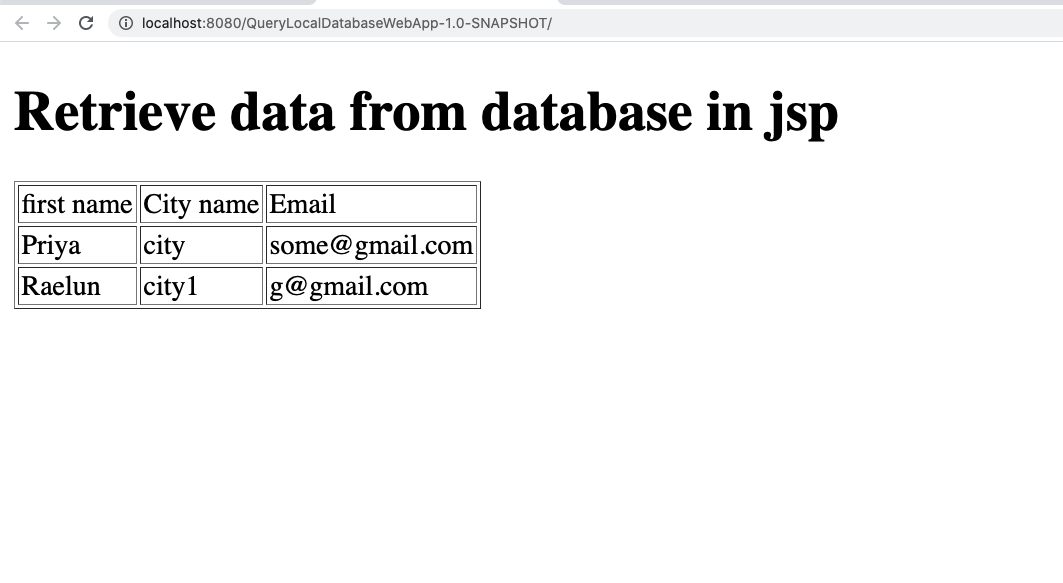 localhost:8080/QueryLocalDatabaseWebApp-1.0-SNAPSHOT/
Retrieve data from database in jsp
first name City name Email
Priya city some@gmail.com
Raelun city1 g@gmail.com